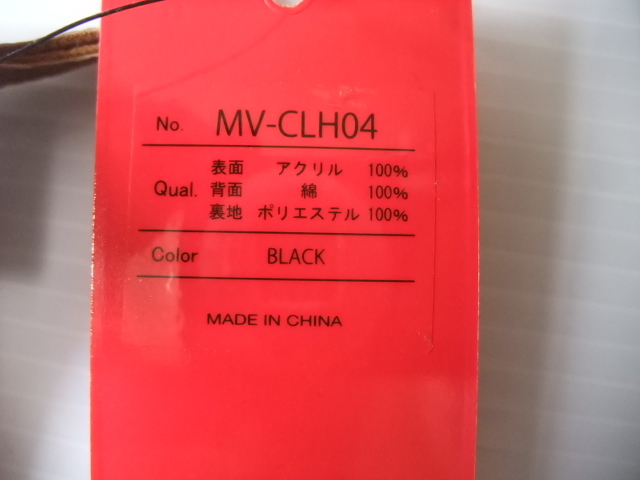 No. MV-CLH04
表面 アクリル 100%
Qual. 背面 綿 100%
裏地 ポリエステル 100%
Color BLACK
MADE IN CHINA